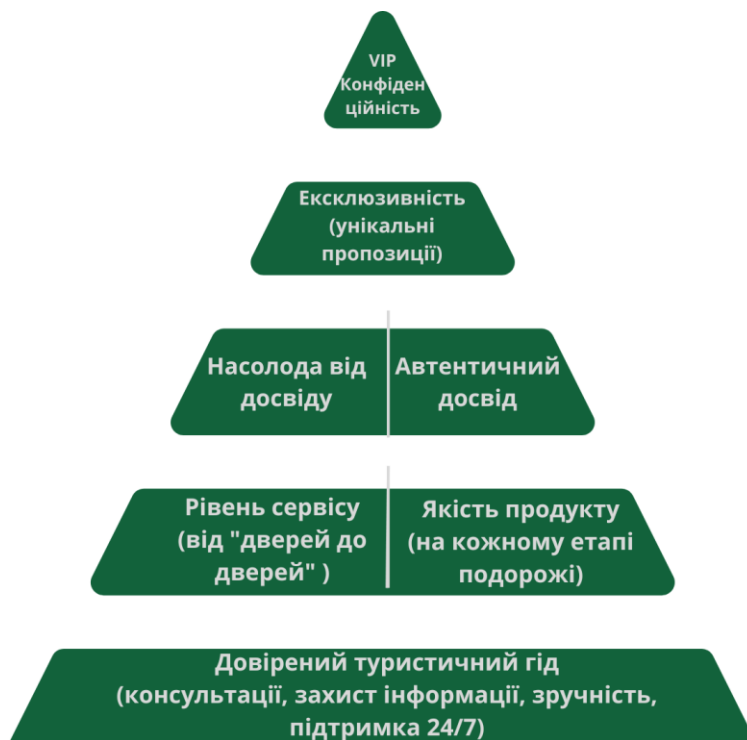 VIP
Конфіден
ційність
Ексклюзивність
(унікальні
пропозиції)
Насолода від
досвіду
Автентичний
досвід
Рівень сервісу
(від "дверей до
дверей" )
Якість продукту
(на кожному етапі
подорожі)
Довірений туристичний гід
(консультації, захист інформації, зручність,
підтримка 24/7)